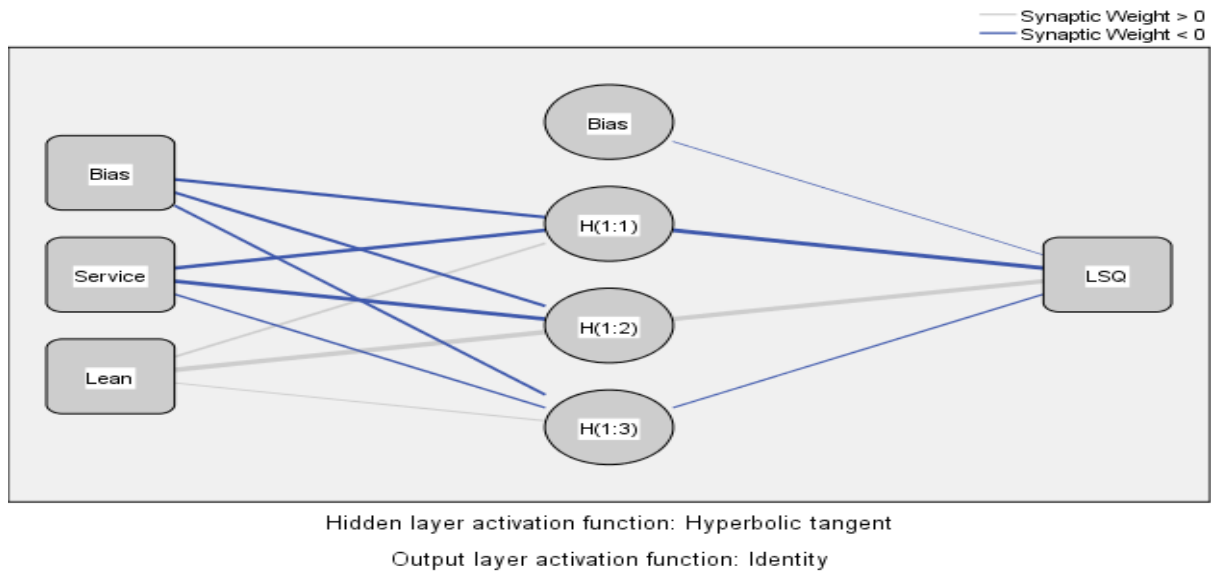 Synaptic Weight > 0
Synaptic Weight < 0
Bias
Bias
H(1:1)
Service
LSQ
H(1:2)
Lean
H(1:3)
Hidden layer activation function: Hyperbolic tangent
Output layer activation function: Identity